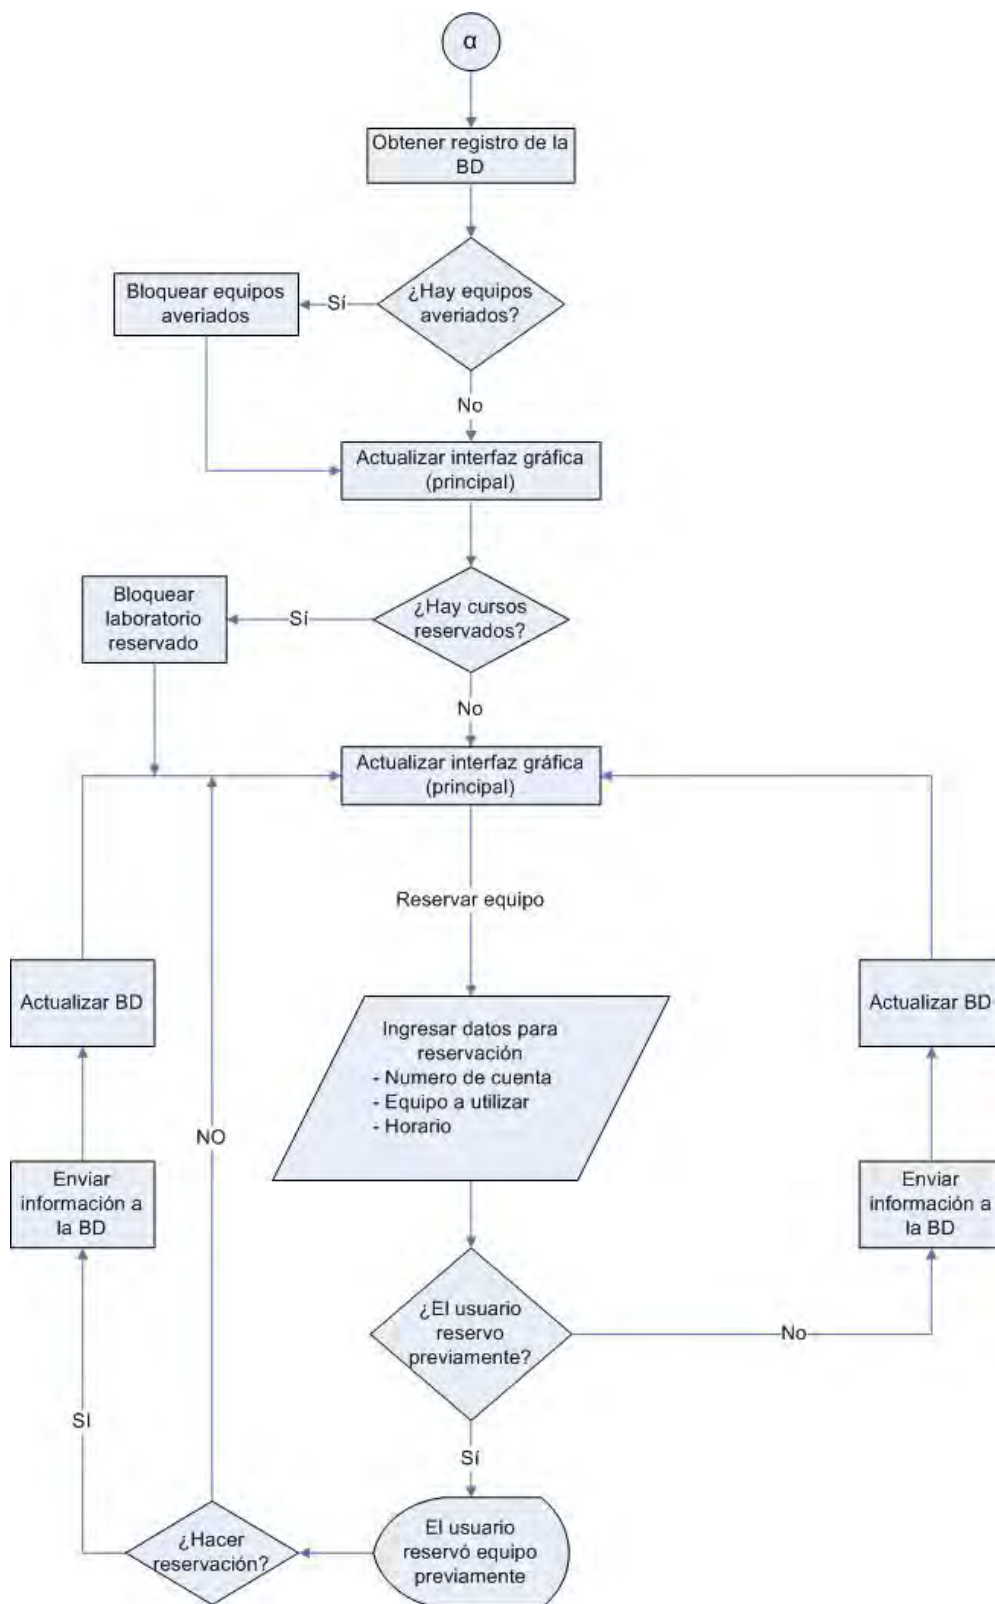 α
Obtener registro de la
BD
¿Hay equipos
averiados?
Sí
Bloquear equipos
averiados
No
Actualizar interfaz gráfica
(principal)
¿Hay cursos
reservados?
Sí
Bloquear
laboratorio
reservado
No
Actualizar interfaz gráfica
(principal)
Reservar equipo
Actualizar BD
Ingresar datos para
reservación
- Numero de cuenta
- Equipo a utilizar
- Horario
Actualizar BD
NO
Enviar
información a
la BD
Enviar
información a
la BD
¿El usuario
reservo
previamente?
No
SI
Sí
¿Hacer
reservación?
El usuario
reservó equipo
previamente